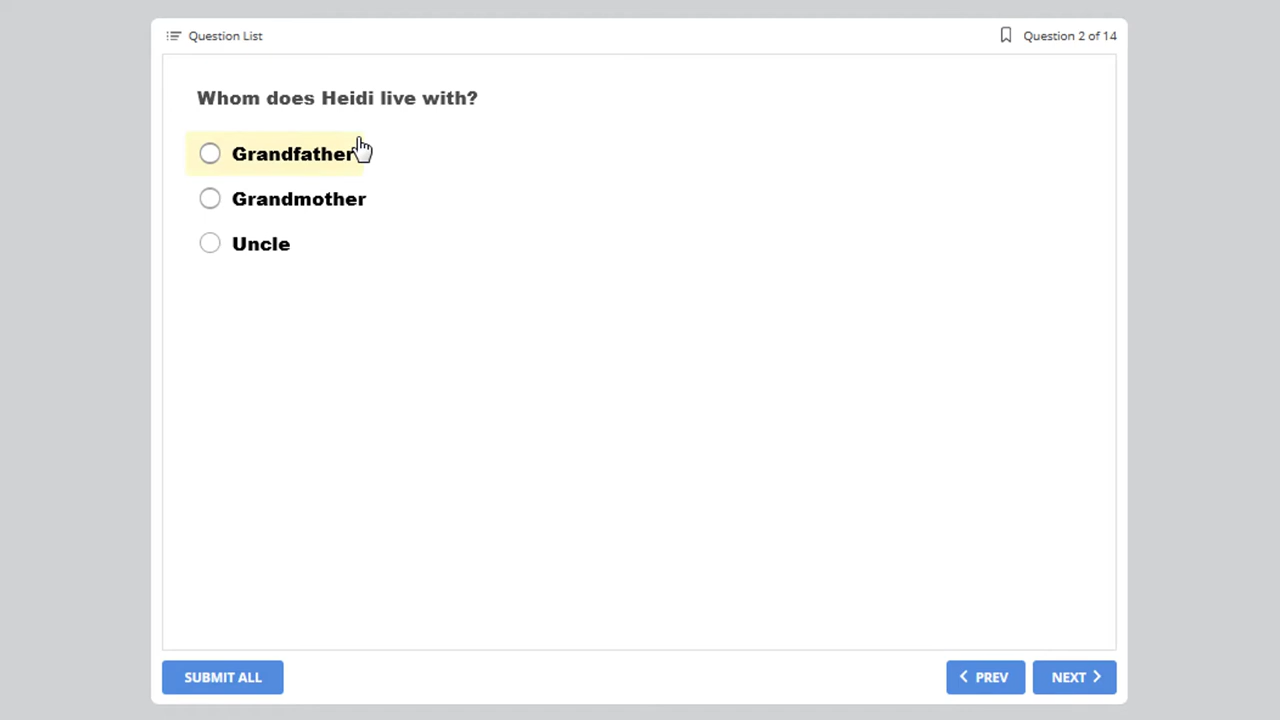 Question List
Question 2 of 14
Whom does Heidi live with?
Grandfather
Grandmother
Uncle
SUBMIT ALL
PREV
NEXT